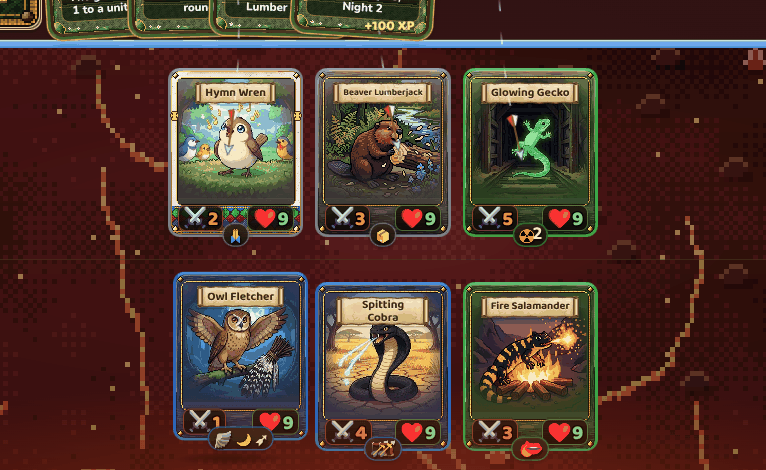 1 to a unit
roun
Lumber
Night 2
+100 XP
Hymn Wren
Beaver Lumberjack
Glowing Gecko
2 9
3 9
5 9
2
Owl Fletcher
Spitting
Cobra
Fire Salamander
1 9
4 9
3 9